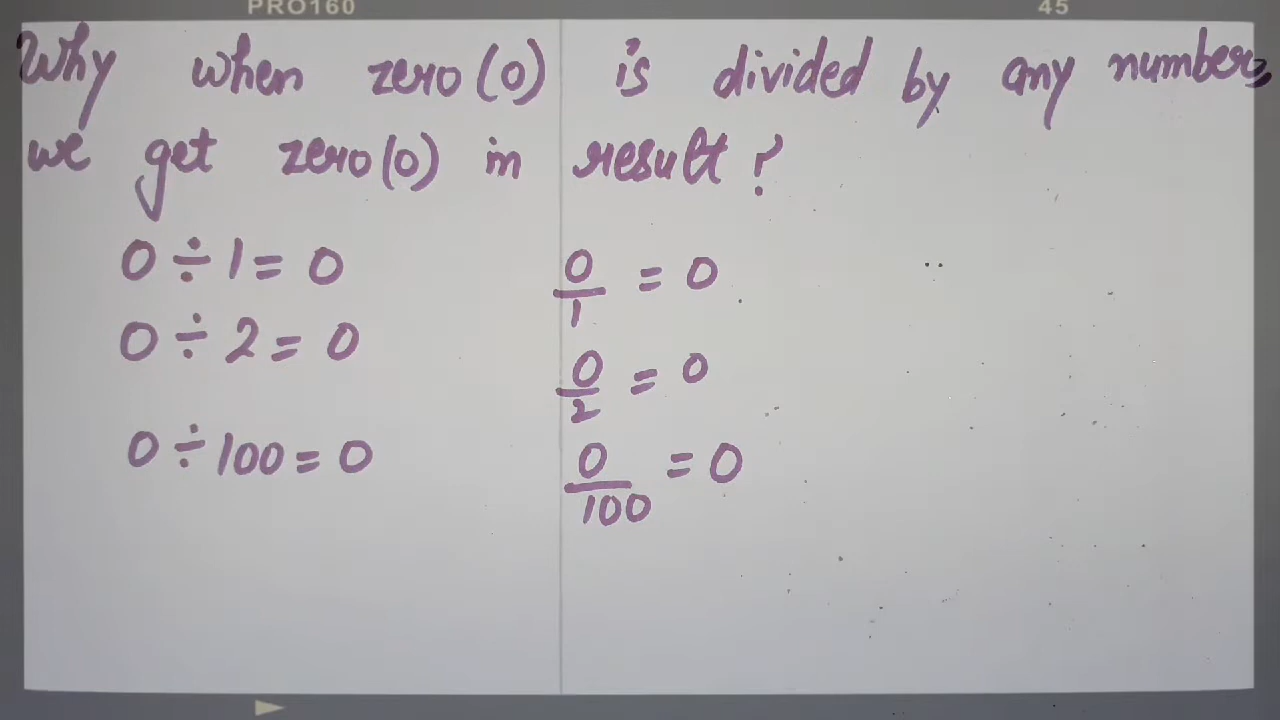 PRO160 45
Why when zero (0) is divided by any number,
we get zero (0) in result ?
0 ÷ 1 = 0
0 ÷ 2 = 0
0 ÷ 100 = 0
0/1 = 0
0/2 = 0
0/100 = 0